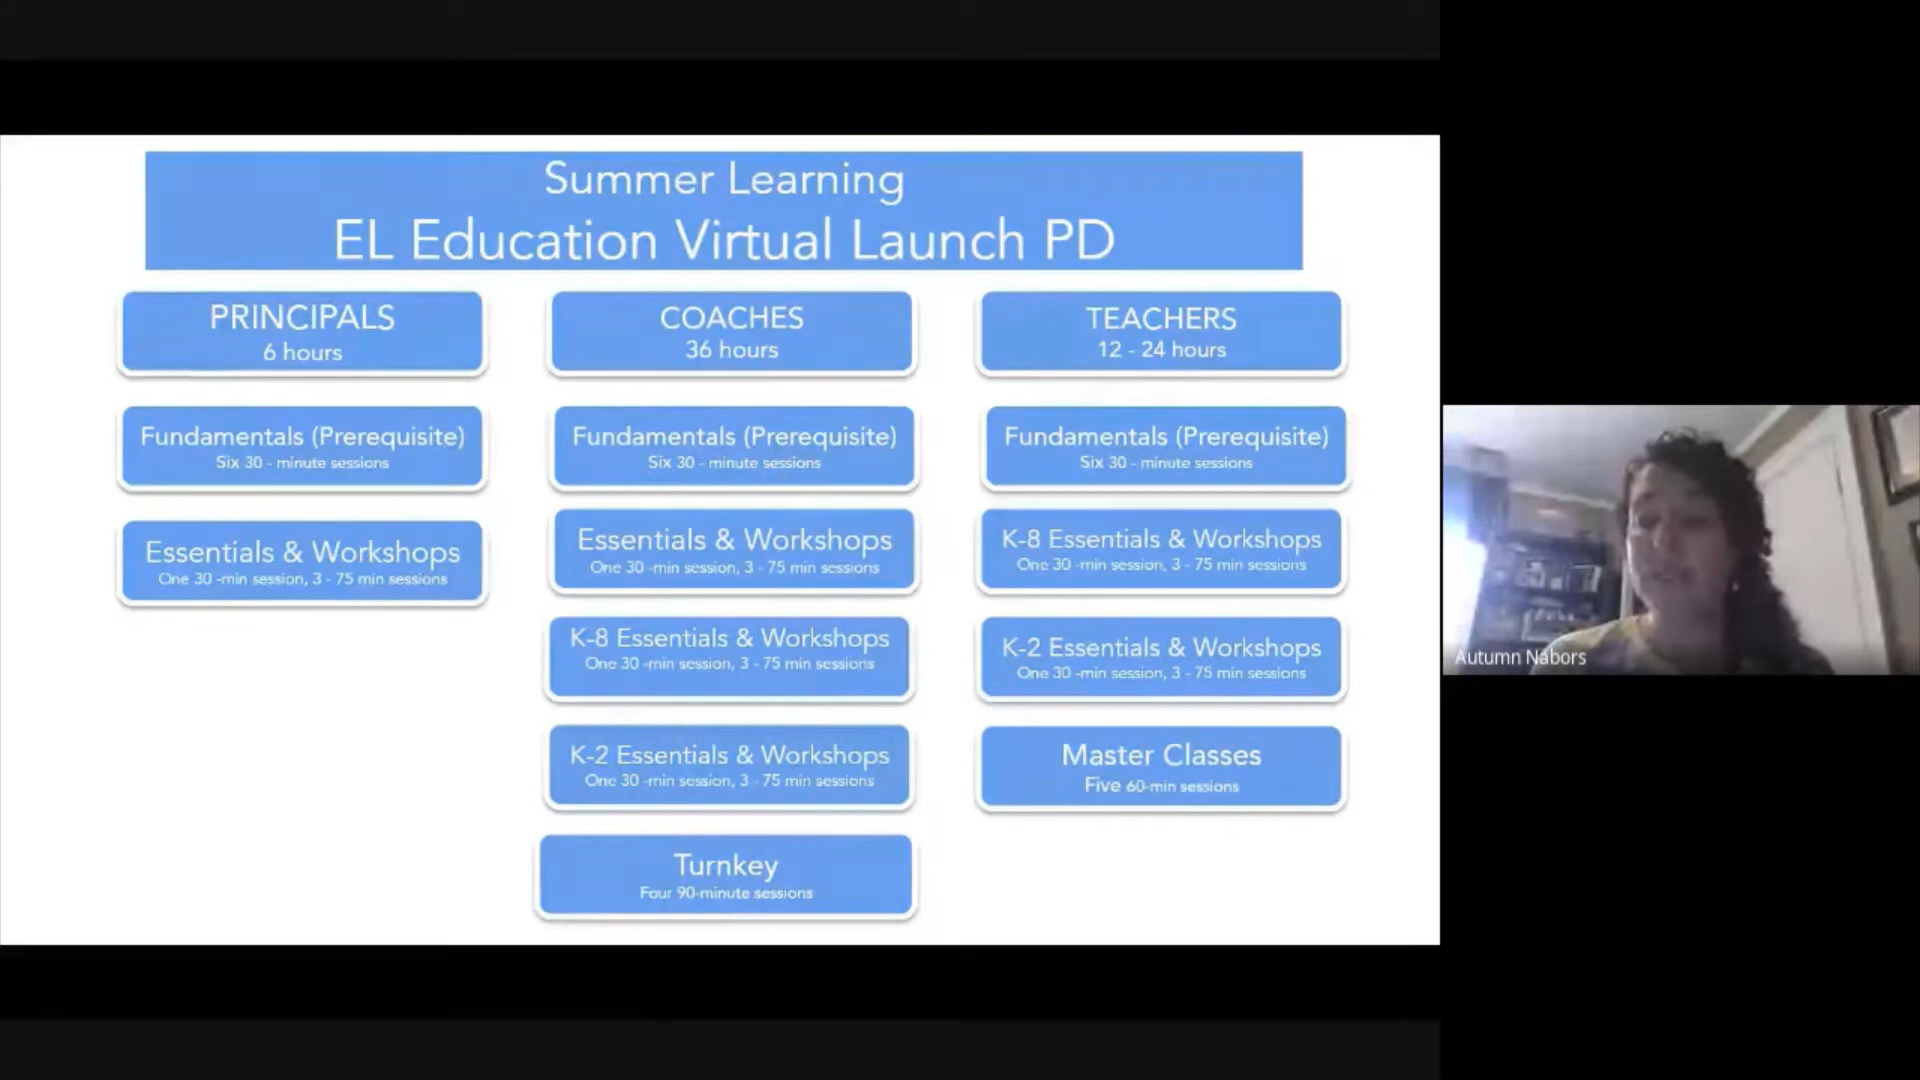 Summer Learning
EL Education Virtual Launch PD
PRINCIPALS
6 hours
Fundamentals (Prerequisite)
Six 30 - minute sessions
Essentials & Workshops
One 30 -min session, 3 - 75 min sessions
COACHES
36 hours
Fundamentals (Prerequisite)
Six 30 - minute sessions
Essentials & Workshops
One 30 -min session, 3 - 75 min sessions
K-8 Essentials & Workshops
One 30 -min session, 3 - 75 min sessions
K-2 Essentials & Workshops
One 30 -min session, 3 - 75 min sessions
Turnkey
Four 90-minute sessions
TEACHERS
12 - 24 hours
Fundamentals (Prerequisite)
Six 30 - minute sessions
K-8 Essentials & Workshops
One 30 -min session, 3 - 75 min sessions
K-2 Essentials & Workshops
One 30 -min session, 3 - 75 min sessions
Master Classes
Five 60-min sessions
Autumn Nabors